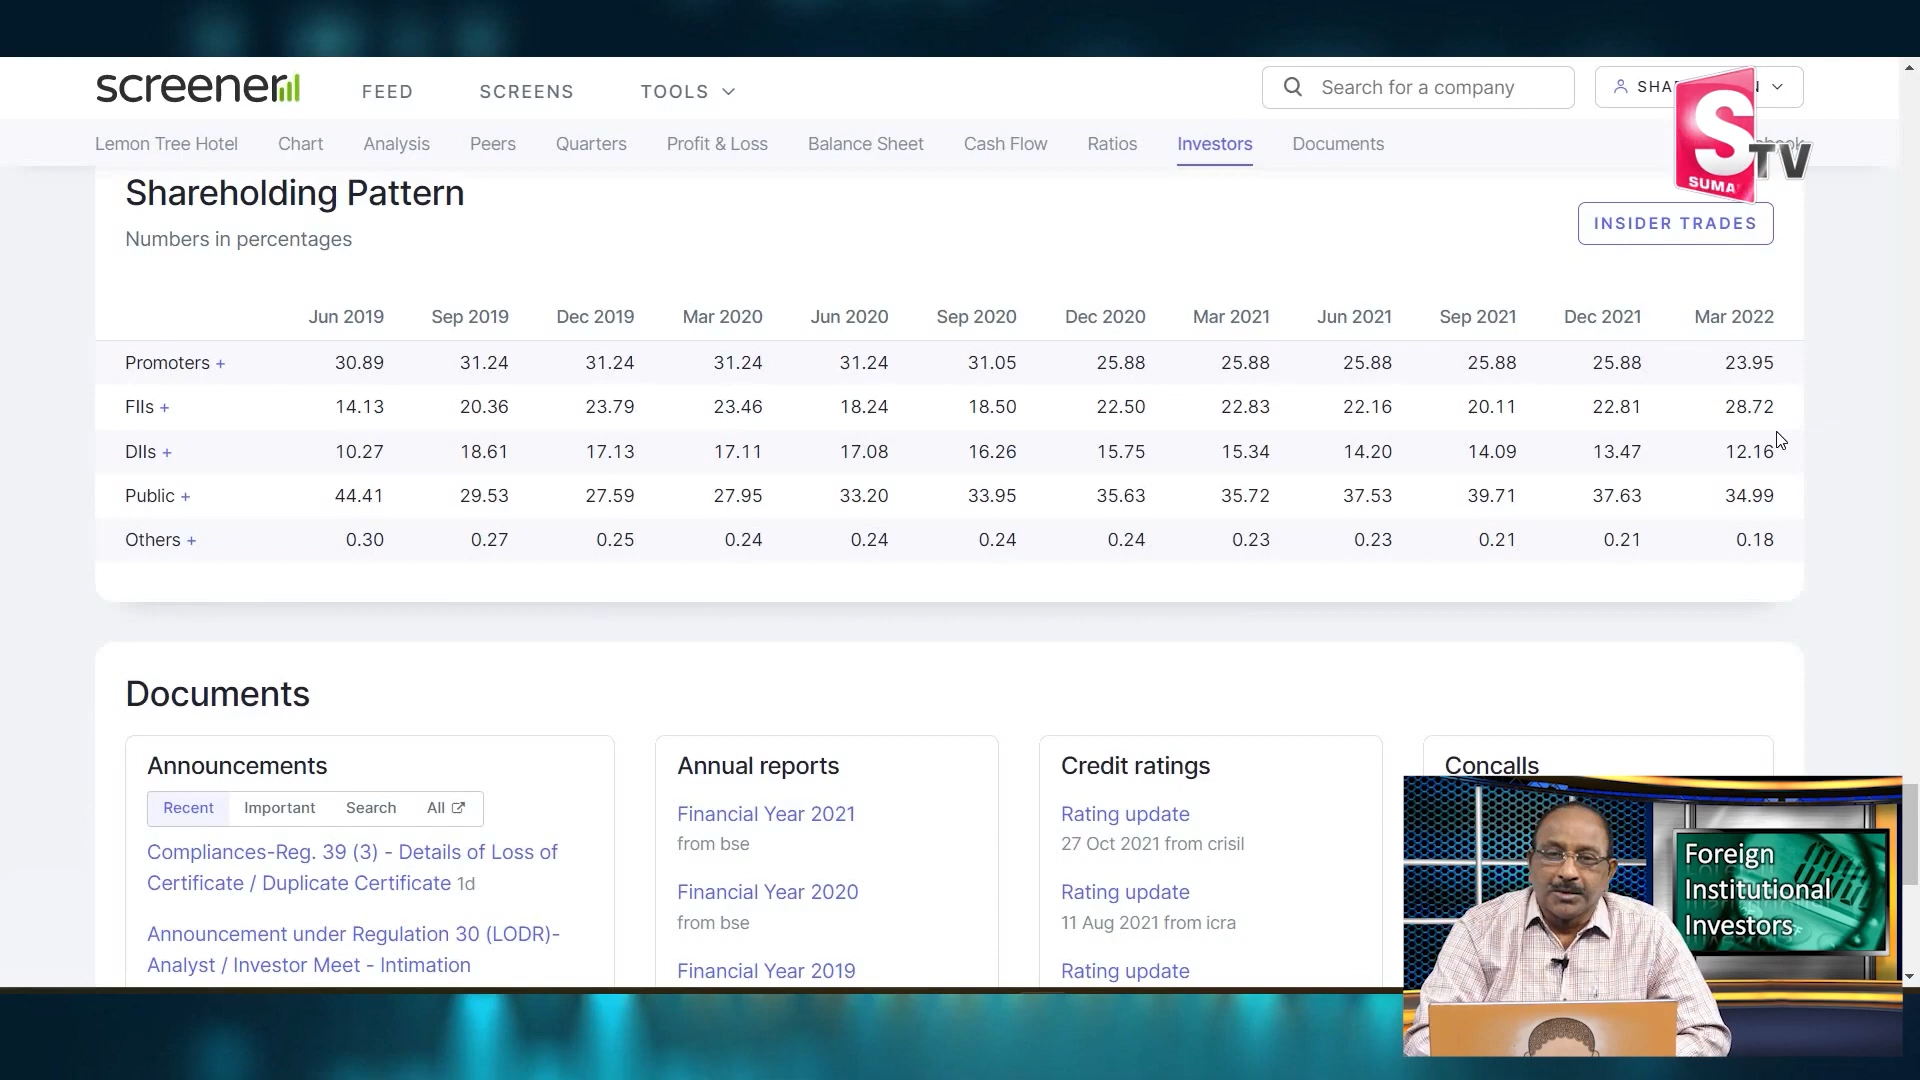 screener
FEED SCREENS TOOLS
Search for a company
Lemon Tree Hotel Chart Analysis Peers Quarters Profit & Loss Balance Sheet Cash Flow Ratios Investors Documents
S TV
SUMA
Shareholding Pattern
Numbers in percentages
INSIDER TRADES
Jun 2019 Sep 2019 Dec 2019 Mar 2020 Jun 2020 Sep 2020 Dec 2020 Mar 2021 Jun 2021 Sep 2021 Dec 2021 Mar 2022
Promoters + 30.89 31.24 31.24 31.24 31.24 31.05 25.88 25.88 25.88 25.88 25.88 23.95
FIIs + 14.13 20.36 23.79 23.46 18.24 18.50 22.50 22.83 22.16 20.11 22.81 28.72
DIIs + 10.27 18.61 17.13 17.11 17.08 16.26 15.75 15.34 14.20 14.09 13.47 12.16
Public + 44.41 29.53 27.59 27.95 33.20 33.95 35.63 35.72 37.53 39.71 37.63 34.99
Others + 0.30 0.27 0.25 0.24 0.24 0.24 0.24 0.23 0.23 0.21 0.21 0.18
Documents
Announcements
Recent Important Search All
Compliances-Reg. 39 (3) - Details of Loss of
Certificate / Duplicate Certificate 1d
Announcement under Regulation 30 (LODR)-
Analyst / Investor Meet - Intimation
Annual reports
Financial Year 2021
from bse
Financial Year 2020
from bse
Financial Year 2019
Credit ratings
Rating update
27 Oct 2021 from crisil
Rating update
11 Aug 2021 from icra
Rating update
Concalls
Foreign
Institutional
Investors